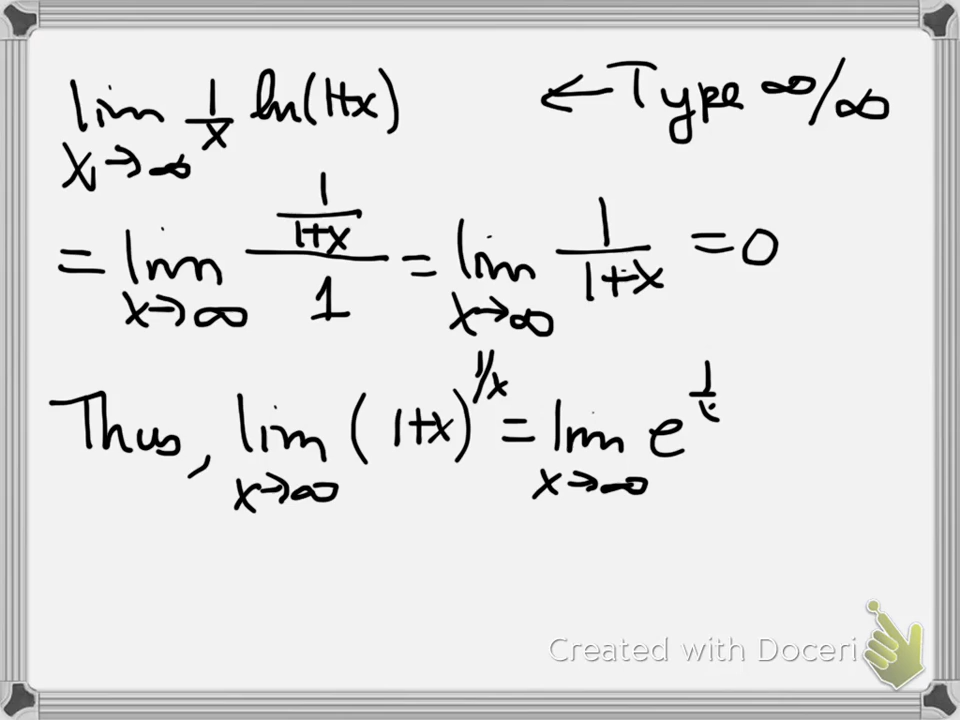 lim x→∞ 1/x ln(1+x) ← Type ∞/∞
= lim x→∞ (1/(1+x))/1 = lim x→∞ 1/(1+x) = 0
Thus, lim x→∞ (1+x)^1/x = lim x→∞ e^1/
Created with Doceri